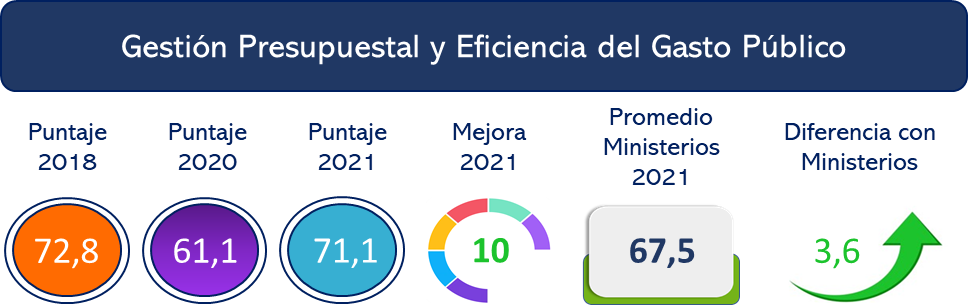 Gestión Presupuestal y Eficiencia del Gasto Público
Puntaje
2018
72,8
Puntaje
2020
61,1
Puntaje
2021
71,1
Mejora
2021
10
Promedio
Ministerios
2021
67,5
Diferencia con
Ministerios
3,6